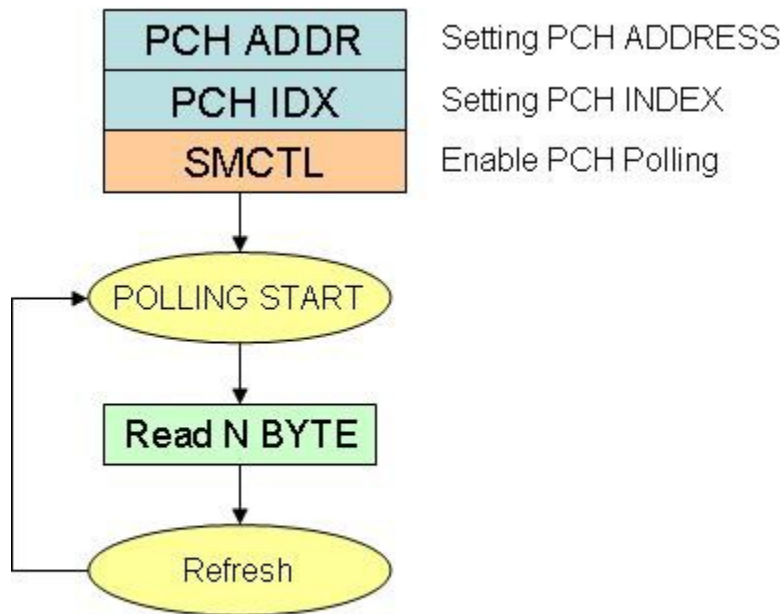 PCH ADDR Setting PCH ADDRESS
PCH IDX Setting PCH INDEX
SMCTL Enable PCH Polling
POLLING START
Read N BYTE
Refresh